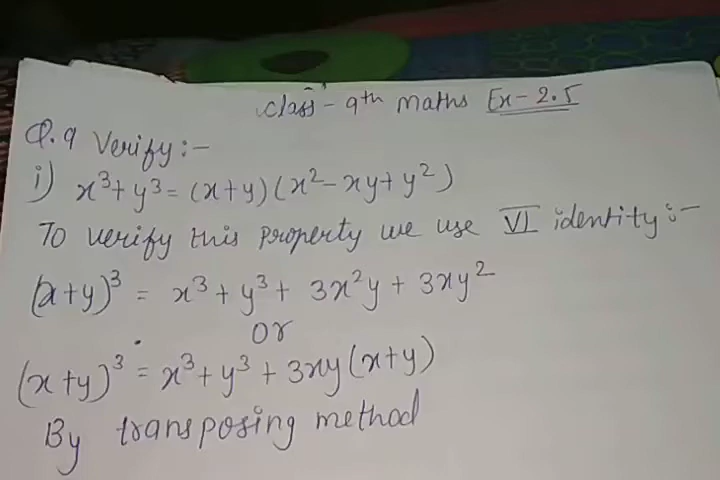 Class - 9th maths Ex - 2.5
Q.9 Verify :-
i) x³ + y³ = (x+y) (x² - xy + y²)
To verify this property we use VI identity :-
(x+y)³ = x³ + y³ + 3x²y + 3xy²
or
(x+y)³ = x³ + y³ + 3xy (x+y)
By transposing method